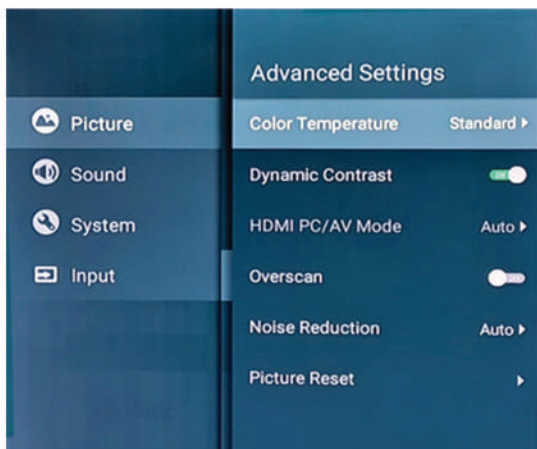 Advanced Settings
Picture
Color Temperature Standard
Sound
Dynamic Contrast ON
System
HDMI PC/AV Mode Auto
Input
Overscan
Noise Reduction Auto
Picture Reset